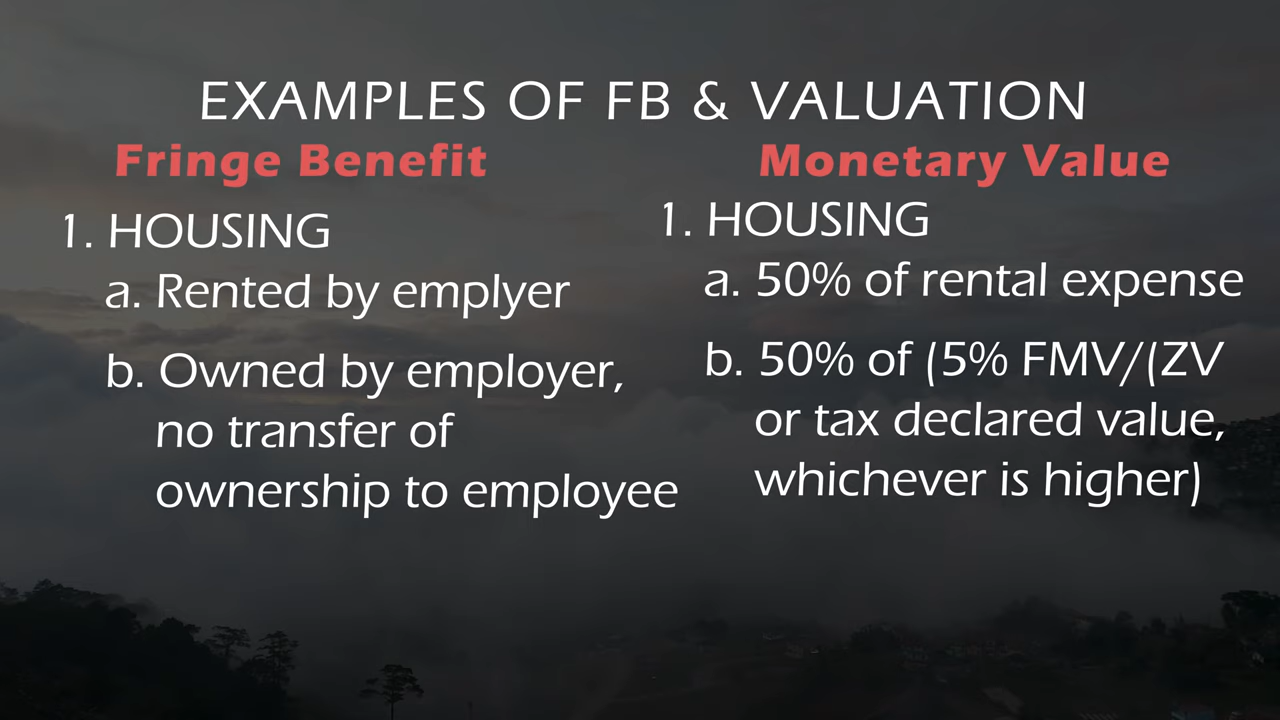 EXAMPLES OF FB & VALUATION
Fringe Benefit
1. HOUSING
a. Rented by emplyer
b. Owned by employer,
no transfer of
ownership to employee
Monetary Value
1. HOUSING
a. 50% of rental expense
b. 50% of (5% FMV/(ZV
or tax declared value,
whichever is higher)